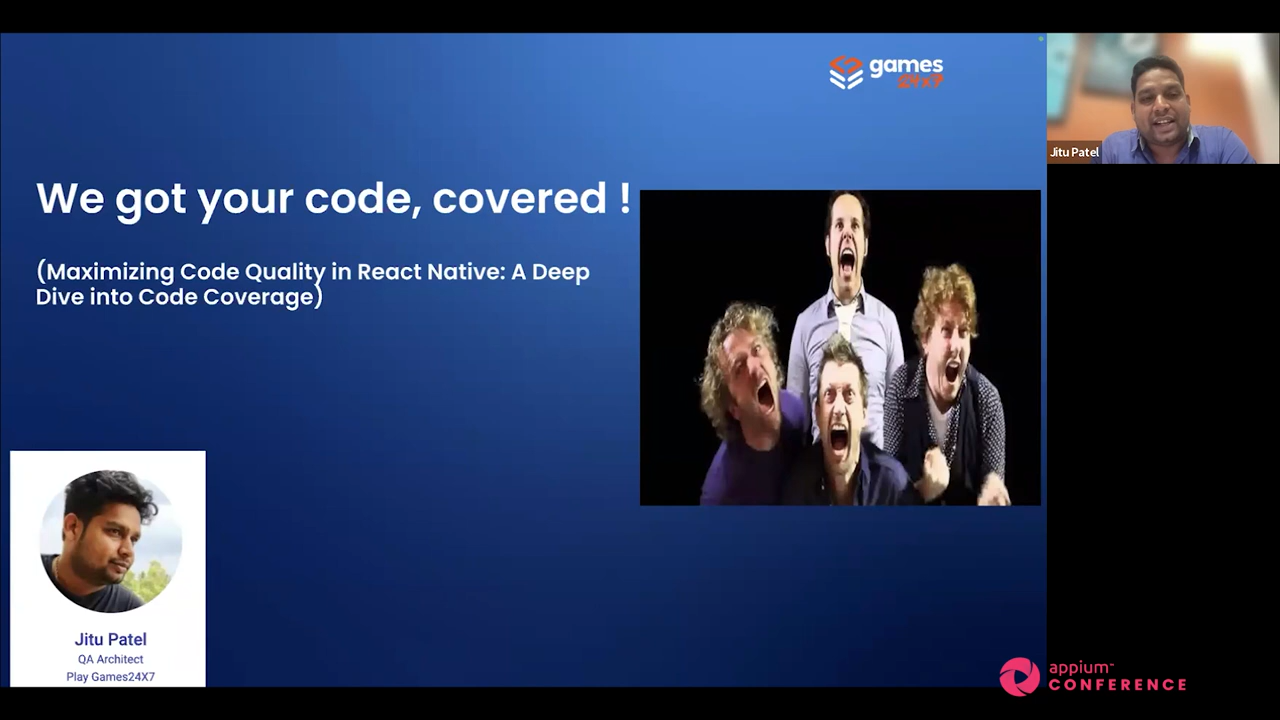 games
24x7
Jitu Patel
We got your code, covered !
(Maximizing Code Quality in React Native: A Deep
Dive into Code Coverage)
Jitu Patel
QA Architect
Play Games24X7
appium
CONFERENCE